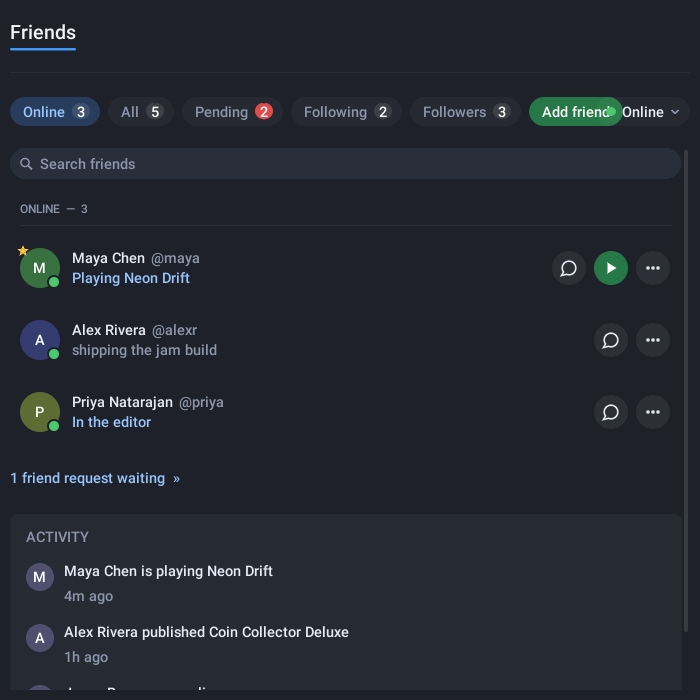 Friends
Online 3 All 5 Pending 2 Following 2 Followers 3 Add friend Online
Search friends
ONLINE — 3
M Maya Chen @maya
Playing Neon Drift
A Alex Rivera @alexr
shipping the jam build
P Priya Natarajan @priya
In the editor
1 friend request waiting »
ACTIVITY
M Maya Chen is playing Neon Drift
4m ago
A Alex Rivera published Coin Collector Deluxe
1h ago